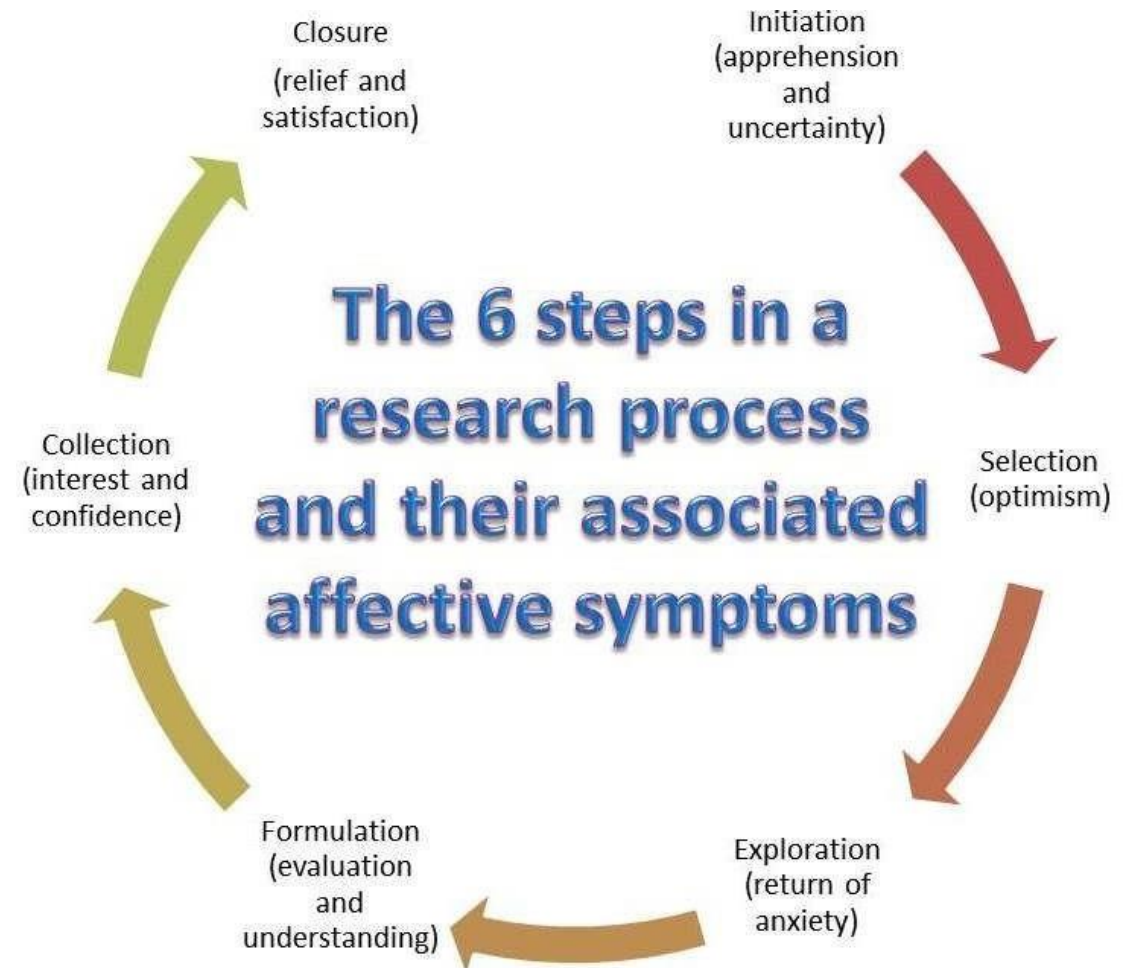 Initiation
(apprehension
and
uncertainty)
Selection
(optimism)
Exploration
(return of
anxiety)
Formulation
(evaluation
and
understanding)
Collection
(interest and
confidence)
Closure
(relief and
satisfaction)
The 6 steps in a
research process
and their associated
affective symptoms